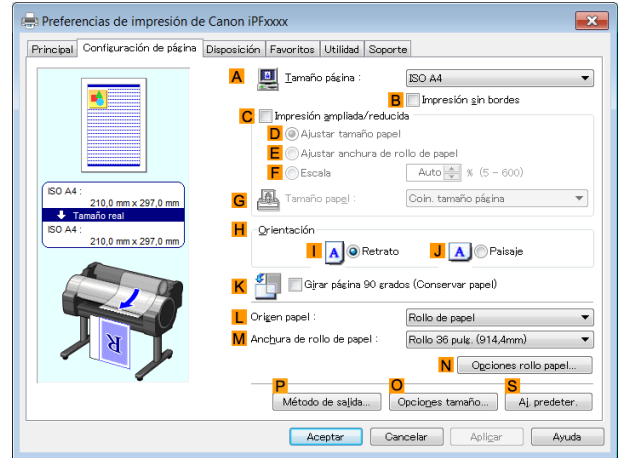 Preferencias de impresión de Canon iPFxxxx
Principal Configuración de página Disposición Favoritos Utilidad Soporte
A Tamaño página : ISO A4
B Impresión sin bordes
C Impresión ampliada/reducida
D Ajustar tamaño papel
E Ajustar anchura de rollo de papel
F Escala Auto % (5 - 600)
ISO A4 :
210,0 mm x 297,0 mm
Tamaño real
ISO A4 :
210,0 mm x 297,0 mm
G Tamaño papel : Coin. tamaño página
H Orientación
I A Retrato J A Paisaje
K Girar página 90 grados (Conservar papel)
R
L Origen papel : Rollo de papel
M Anchura de rollo de papel : Rollo 36 pulg. (914,4mm)
N Opciones rollo papel...
P O S
Método de salida... Opciones tamaño... Aj. predeter.
Aceptar Cancelar Aplicar Ayuda